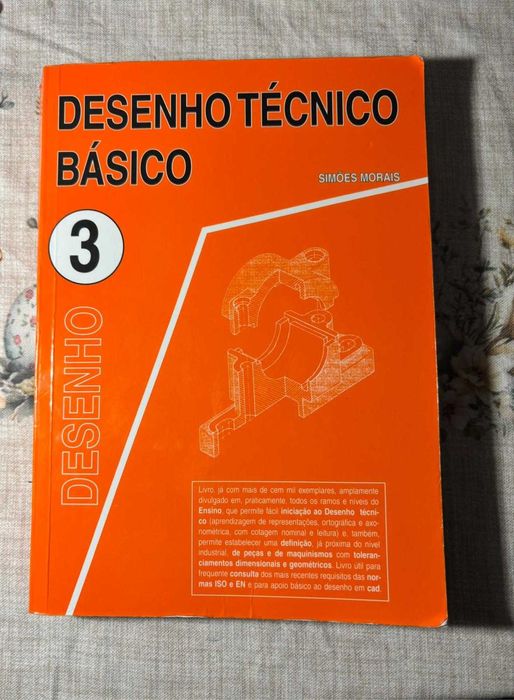 DESENHO TÉCNICO
BÁSICO
SIMÕES MORAIS
3
DESENHO
Livro, já com mais de cem mil exemplares, amplamente
divulgado em, praticamente, todos os ramos e níveis do
Ensino, que permite fácil iniciação ao Desenho técni-
co (aprendizagem de representações, ortográfica e axo-
nométrica, com cotagem nominal e leitura) e, também,
permite estabelecer uma definição, já próxima do nível
industrial, de peças e de maquinismos com toleran-
ciamentos dimensionais e geométricos. Livro útil para
frequente consulta dos mais recentes requisitos das nor-
mas ISO e EN e para apoio básico ao desenho em cad.